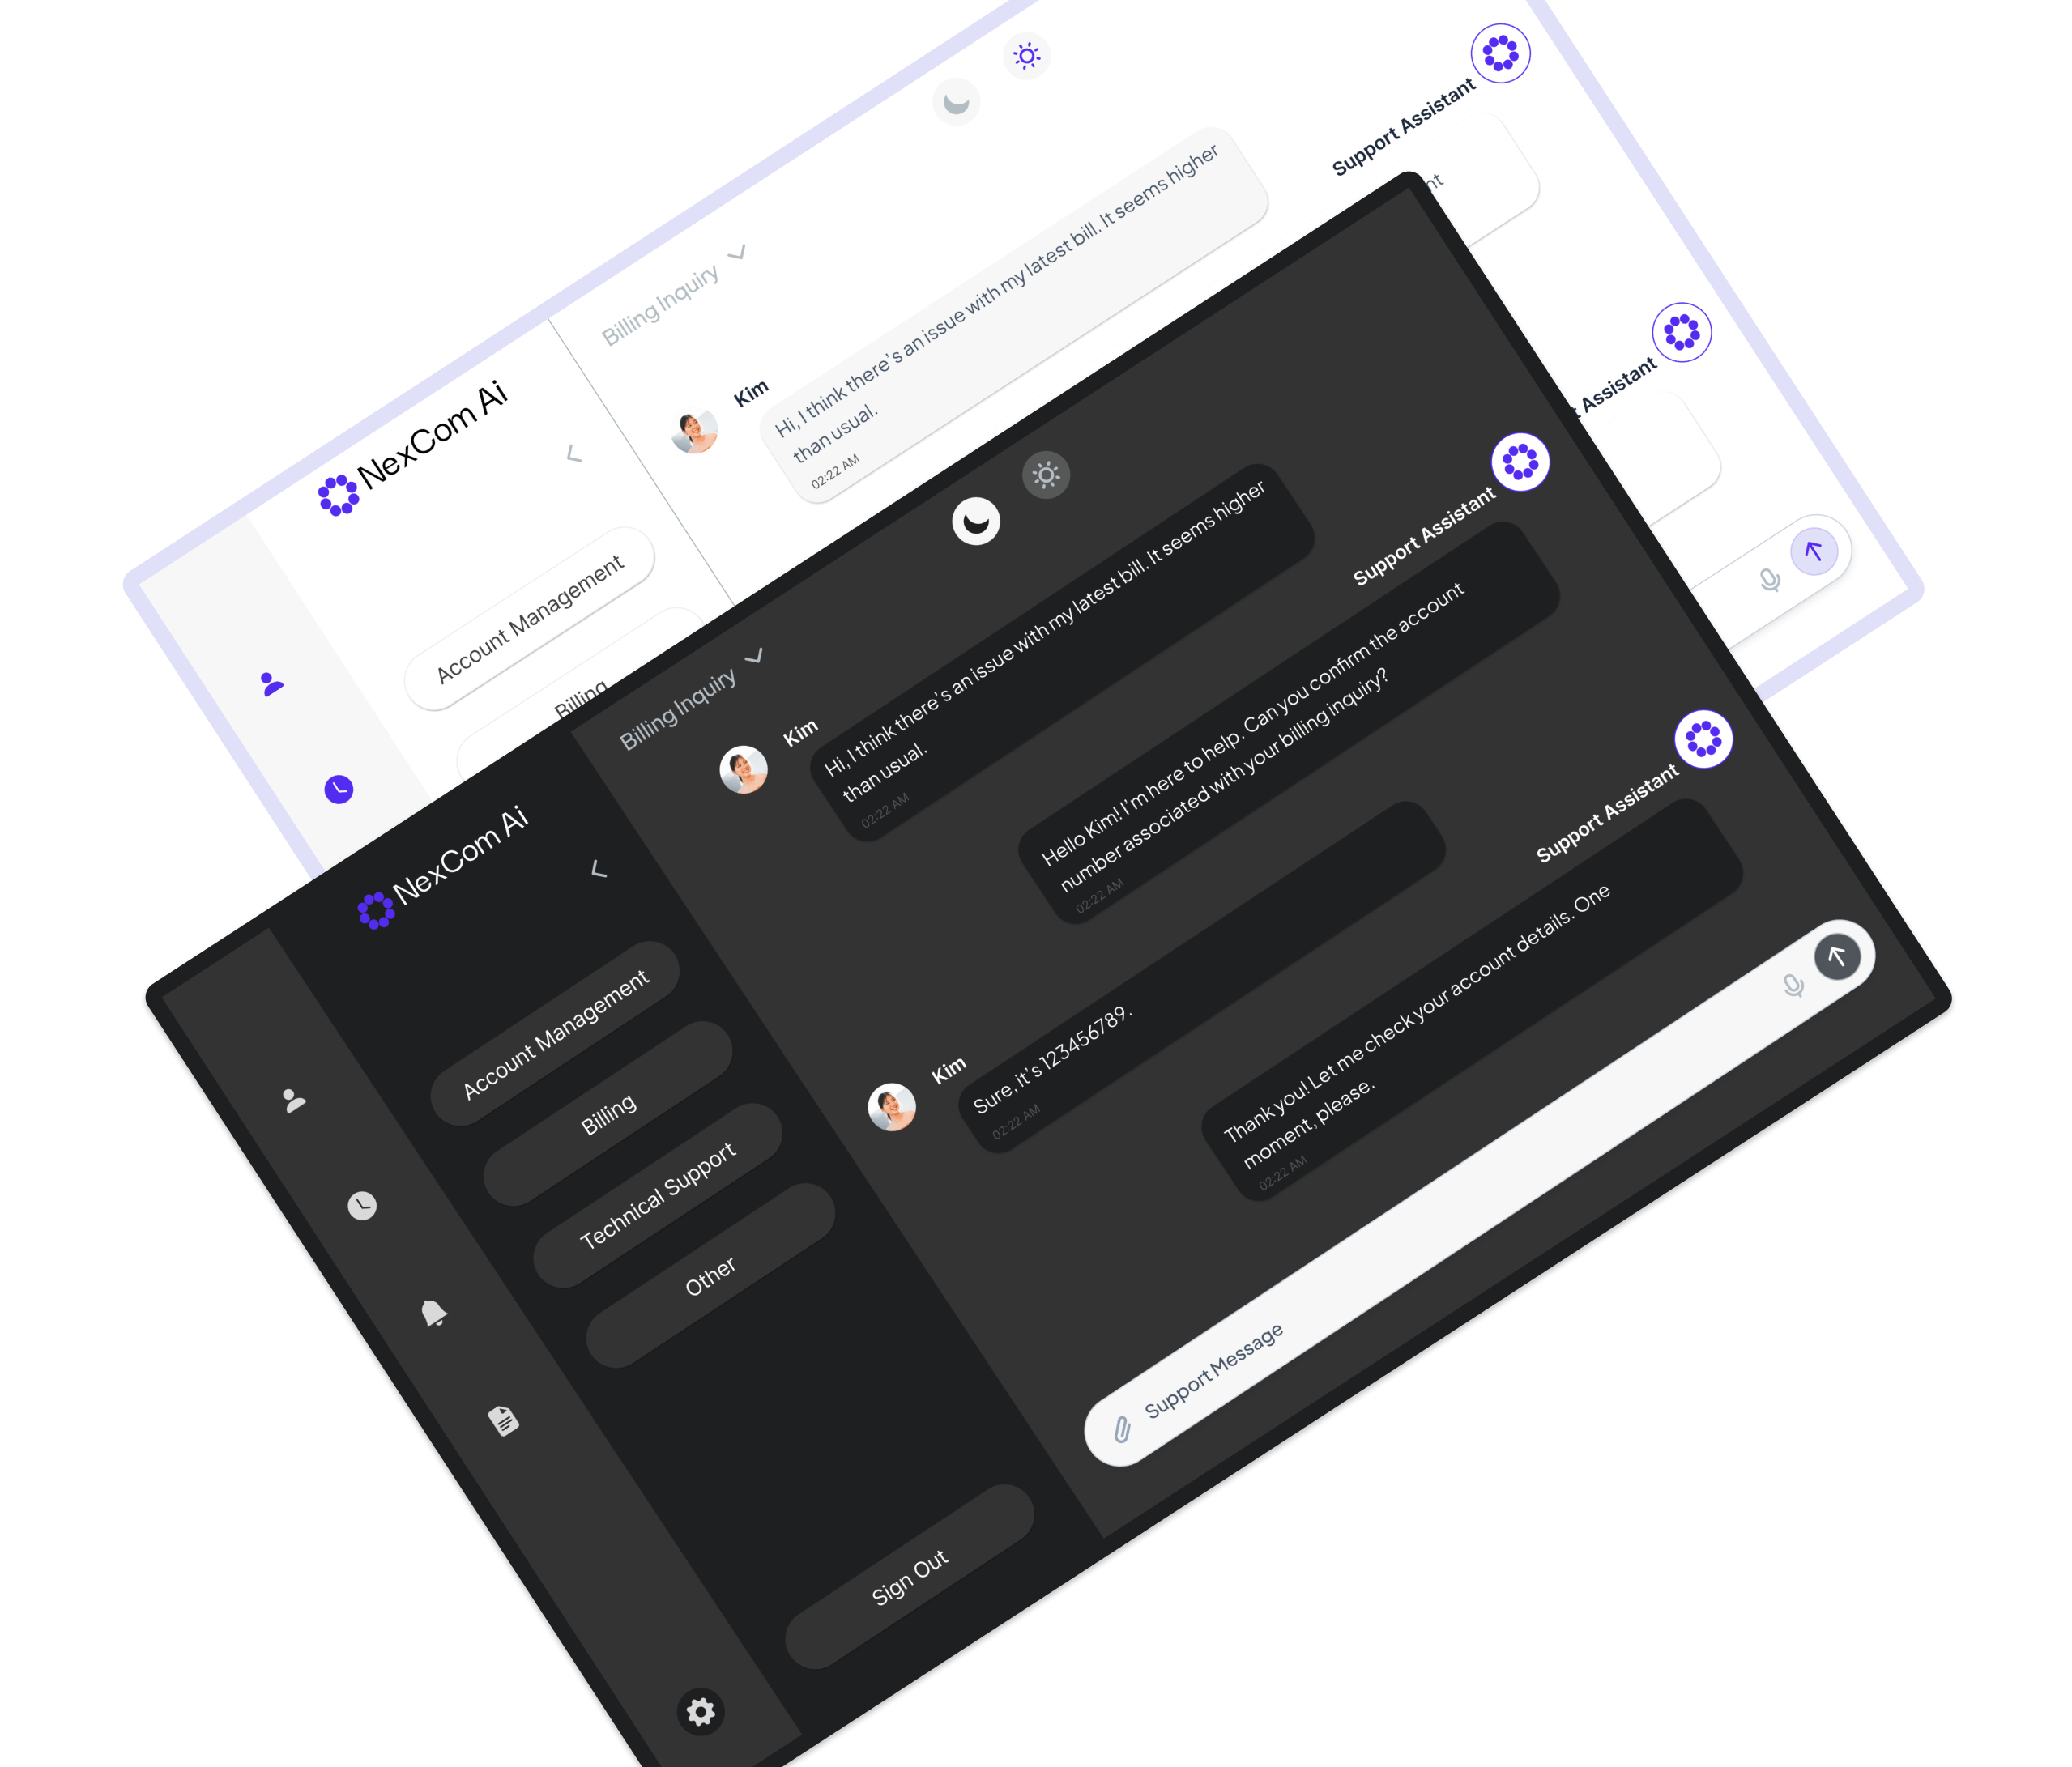 NexCom Ai
Account Management
Billing
Billing Inquiry
Kim
Hi, I think there's an issue with my latest bill. It seems higher
than usual.
02:22 AM
Support Assistant
Assistant
NexCom Ai
Account Management
Billing
Technical Support
Other
Sign Out
Billing Inquiry
Kim
Hi, I think there's an issue with my latest bill. It seems higher
than usual.
02:22 AM
Support Assistant
Hello Kim! I'm here to help. Can you confirm the account
number associated with your billing inquiry?
02:22 AM
Kim
Sure, it's 123456789.
02:22 AM
Support Assistant
Thank you! Let me check your account details. One
moment, please.
02:22 AM
Support Message